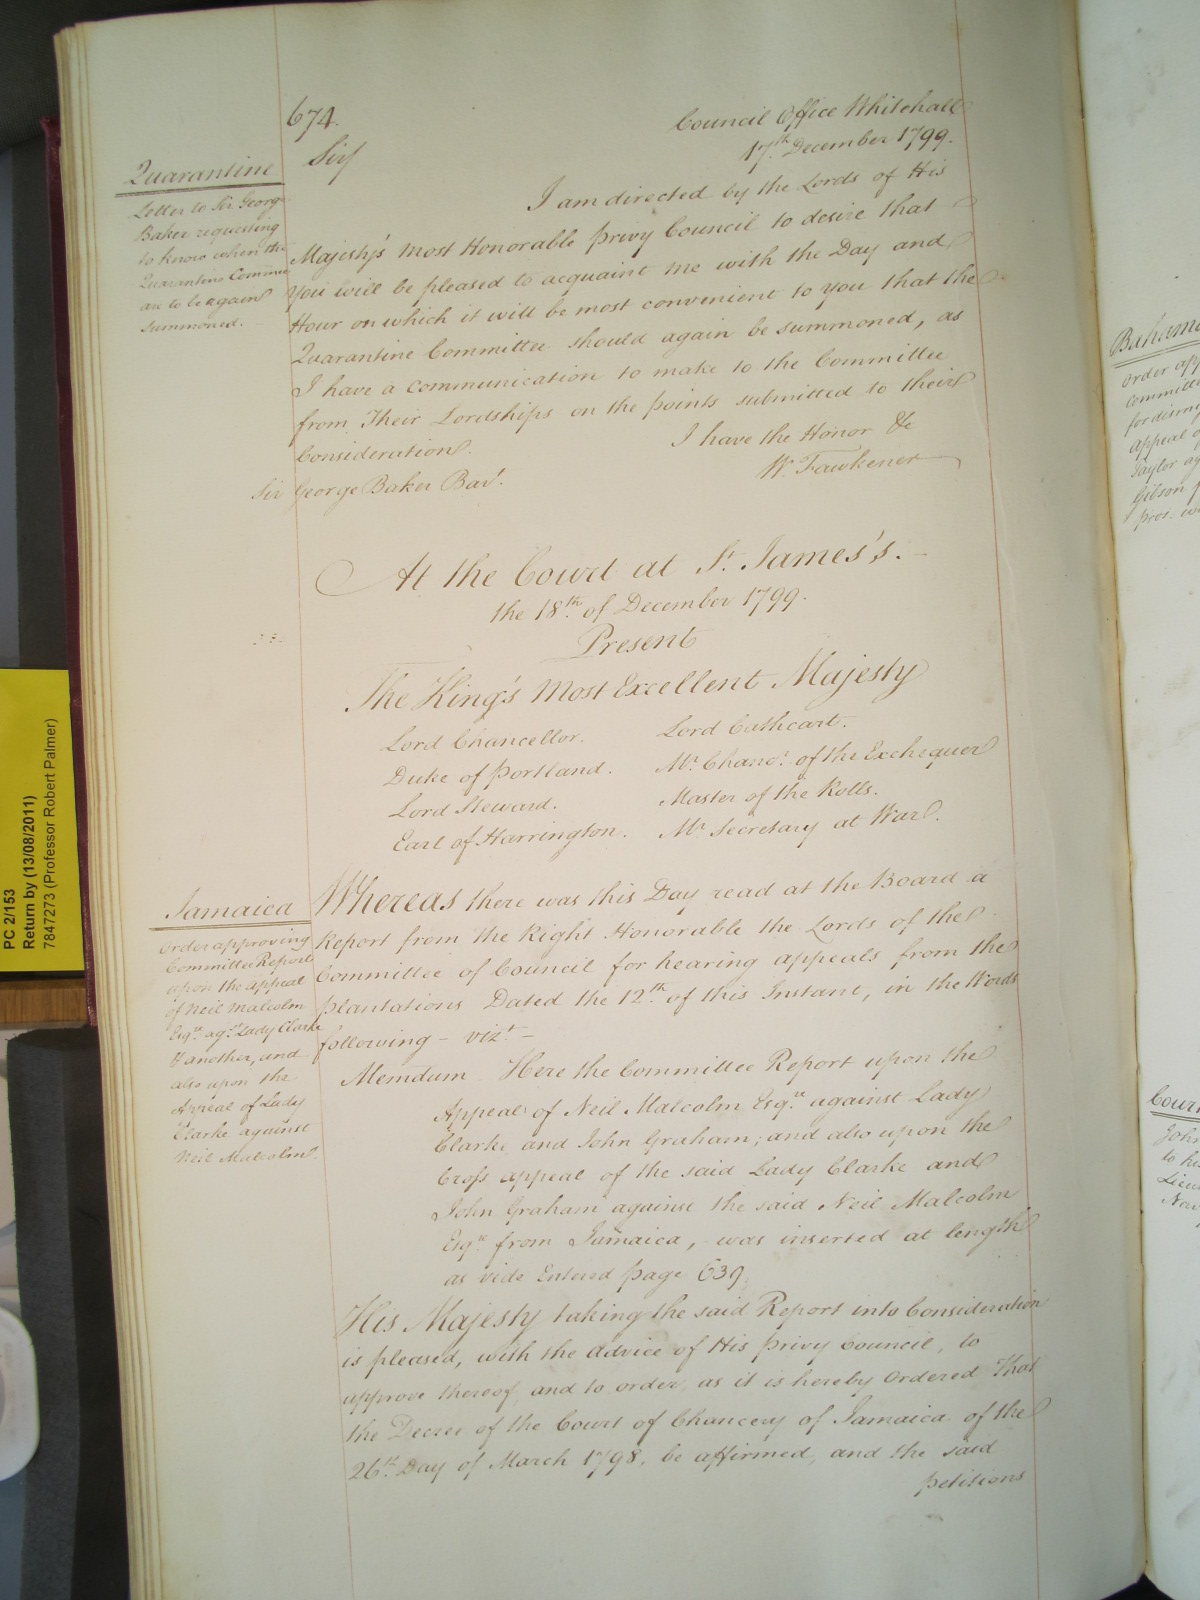 674.
Council Office Whitehall
17th December 1799.
Sir
Quarantine
Letter to Sir George
Baker requesting
to know when the
Quarantine Commee
are to be again
summoned.
I am directed by the Lords of His
Majesty's Most Honorable Privy Council to desire that
You will be pleased to acquaint me with the Day and
Hour on which it will be most convenient to you that the
Quarantine Committee should again be summoned, as
I have a communication to make to the Committee
from Their Lordships on the points submitted to their
Consideration.
I have the Honor &c
W. Fawkener
Sir George Baker Bart.
At the Court at St. James's.
the 18th of December 1799.
Present
The King's Most Excellent Majesty
Lord Chancellor.
Duke of Portland.
Lord Steward.
Earl of Harrington.
Lord Cathcart.
Mr. Chancr. of the Exchequer
Master of the Rolls.
Mr. Secretary at War.
Jamaica
Order approving
Committee Report
upon the appeal
of Neil Malcolm
Esqre. agt. Lady Clarke
& another, and
also upon the
Appeal of Lady
Clarke against
Neil Malcolm.
Whereas there was this Day read at the Board a
Report from the Right Honorable the Lords of the
Committee of Council for hearing appeals from the
Plantations Dated the 12th of this Instant, in the Words
following - vizt -
Memdum Here the Committee Report upon the
Appeal of Neil Malcolm Esqre against Lady
Clarke and John Graham; and also upon the
Cross appeal of the said Lady Clarke and
John Graham against the said Neil Malcolm
Esqre from Jamaica, was inserted at length
as vide Entered page 639
His Majesty taking the said Report into Consideration
is pleased, with the advice of His Privy Council, to
approve thereof and to order, as it is hereby Ordered That
the Decree of the Court of Chancery of Jamaica of the
26th Day of March 1798, be affirmed, and the said
petitions
Order app
Committe
for dism
Appeal o
Taylor ag
Gibson
PC 2/153
Return by (13/08/2011)
7847273 (Professor Robert Palmer)